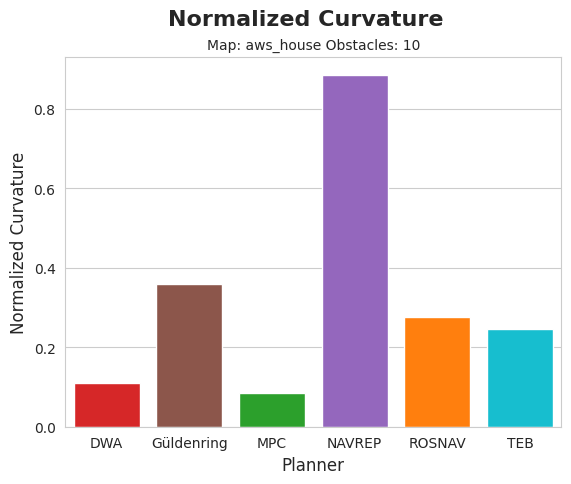 Normalized Curvature
Map: aws_house Obstacles: 10
Normalized Curvature
0.8
0.6
0.4
0.2
0.0
DWA Güldenring MPC NAVREP ROSNAV TEB
Planner